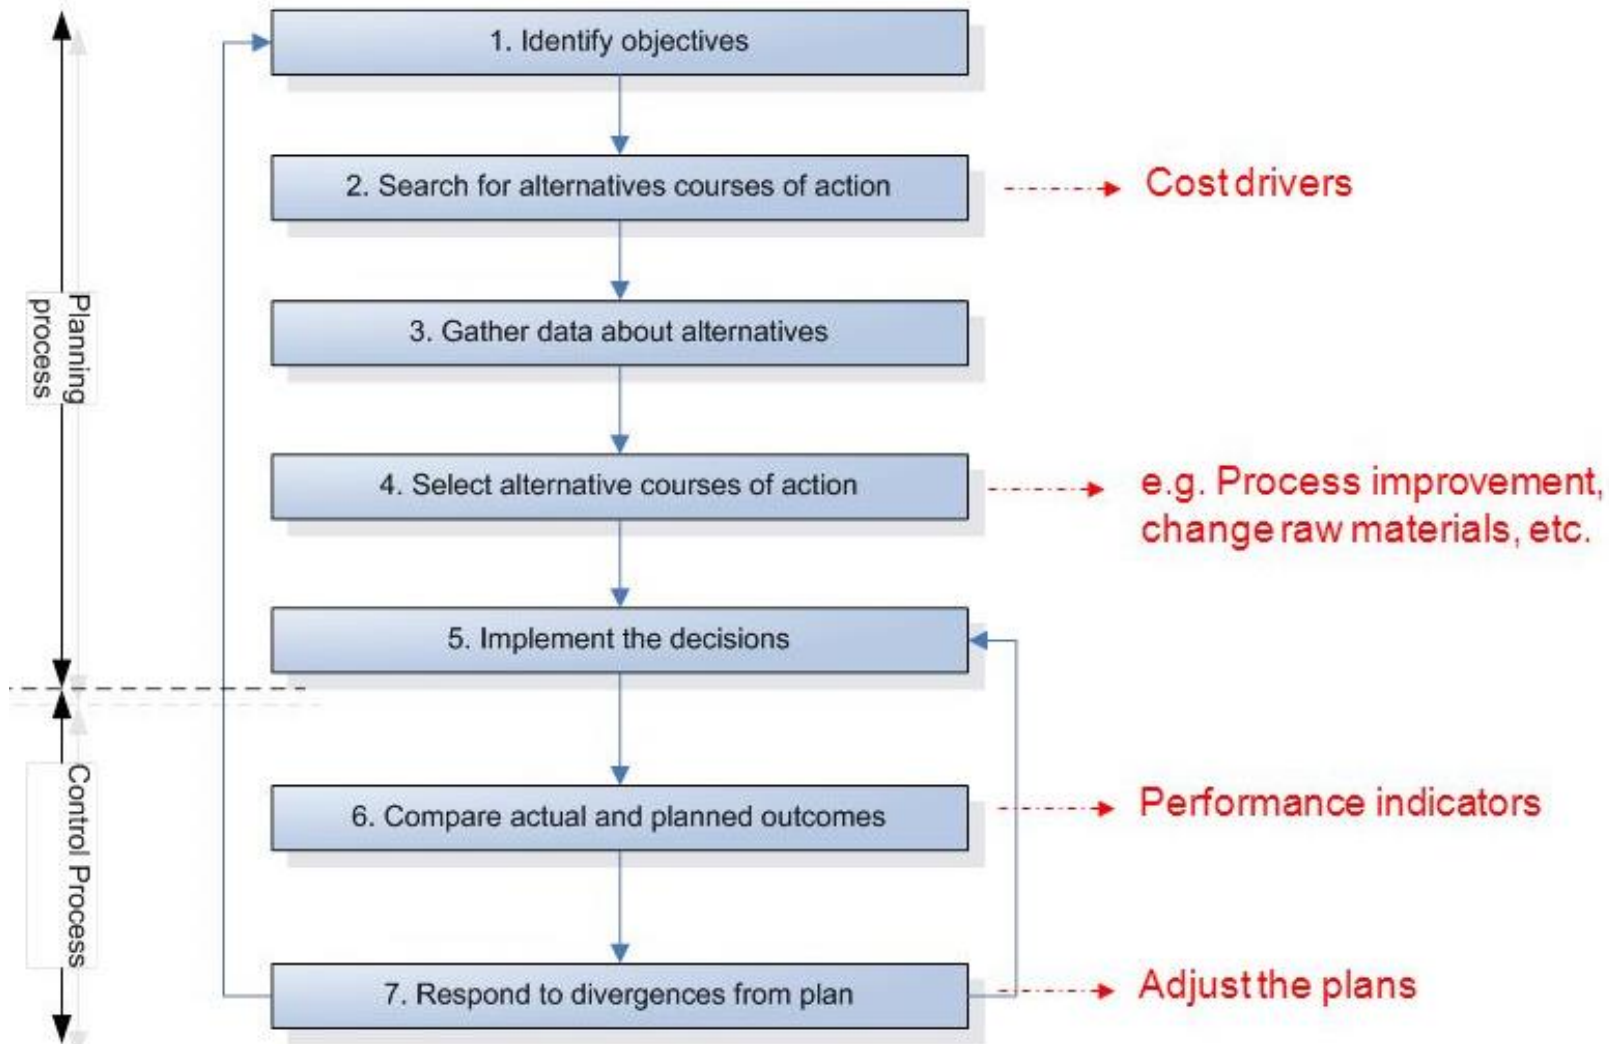 1. Identify objectives
2. Search for alternatives courses of action
Cost drivers
Planning
process
3. Gather data about alternatives
4. Select alternative courses of action
e.g. Process improvement,
change raw materials, etc.
5. Implement the decisions
Control Process
6. Compare actual and planned outcomes
Performance indicators
7. Respond to divergences from plan
Adjust the plans